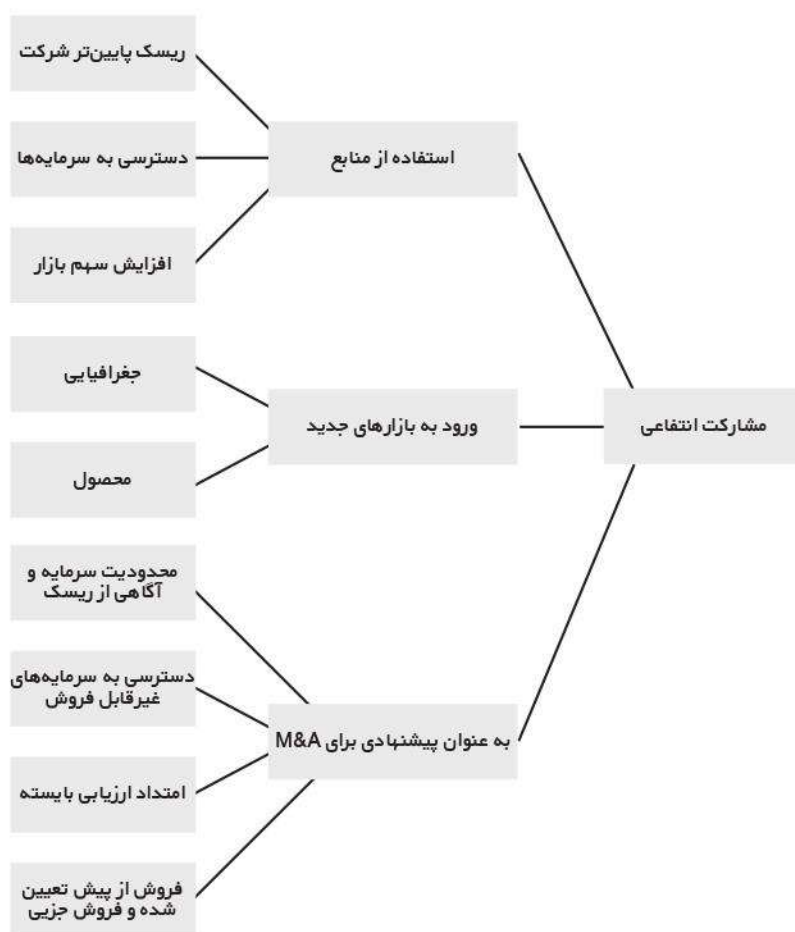 مشارکت انتفاعی
استفاده از منابع
ریسک پایین‌تر شرکت
دسترسی به سرمایه‌ها
افزایش سهم بازار
ورود به بازارهای جدید
جغرافیایی
محصول
به عنوان پیشنهادی برای M&A
محدودیت سرمایه و
آگاهی از ریسک
دسترسی به سرمایه‌های
غیرقابل فروش
امتداد ارزیابی بایسته
فروش از پیش تعیین
شده و فروش جزیی